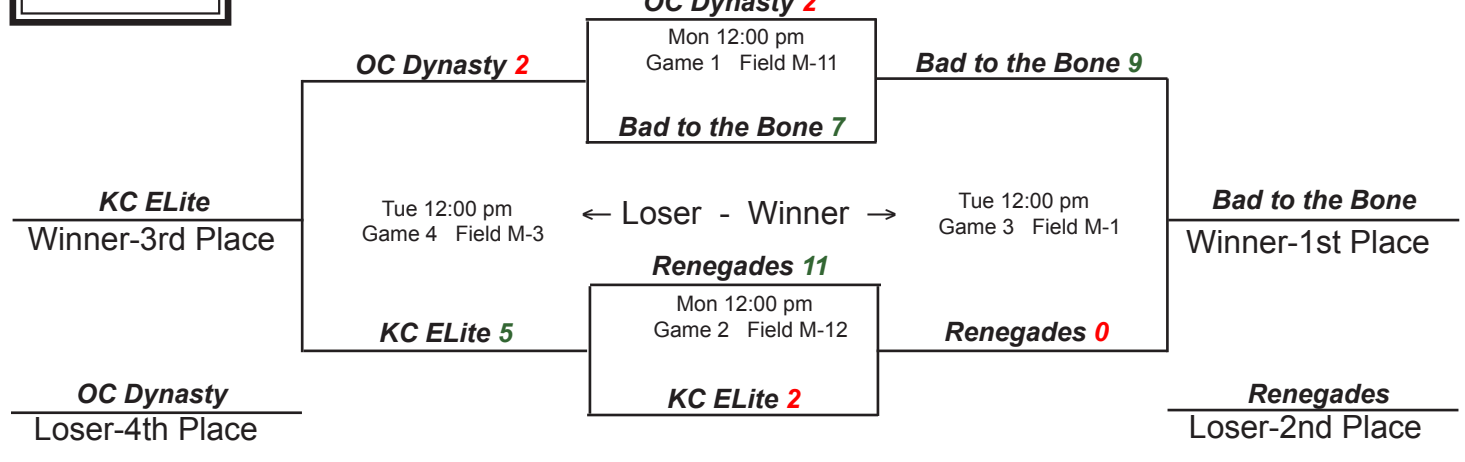 OC Dynasty 2
Mon 12:00 pm
Game 1 Field M-11
OC Dynasty 2
Bad to the Bone 9
Bad to the Bone 7
KC ELite
Winner-3rd Place
Tue 12:00 pm
Game 4 Field M-3
← Loser - Winner →
Tue 12:00 pm
Game 3 Field M-1
Bad to the Bone
Winner-1st Place
Renegades 11
Mon 12:00 pm
Game 2 Field M-12
KC ELite 5
Renegades 0
KC ELite 2
OC Dynasty
Loser-4th Place
Renegades
Loser-2nd Place